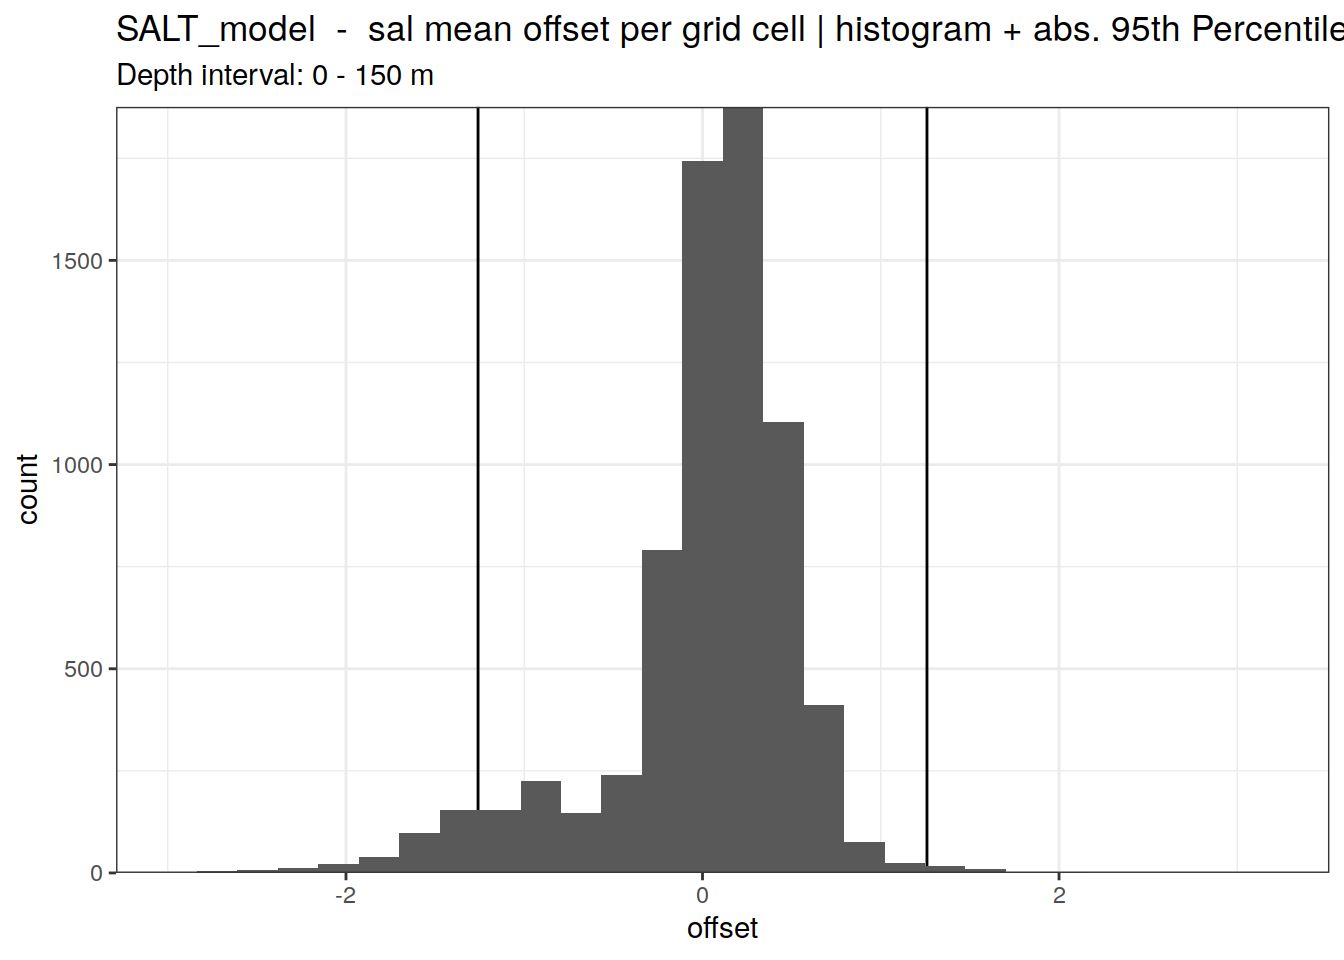 SALT_model - sal mean offset per grid cell | histogram + abs. 95th Percentile
Depth interval: 0 - 150 m
1500
1000
500
0
count
-2
0
2
offset